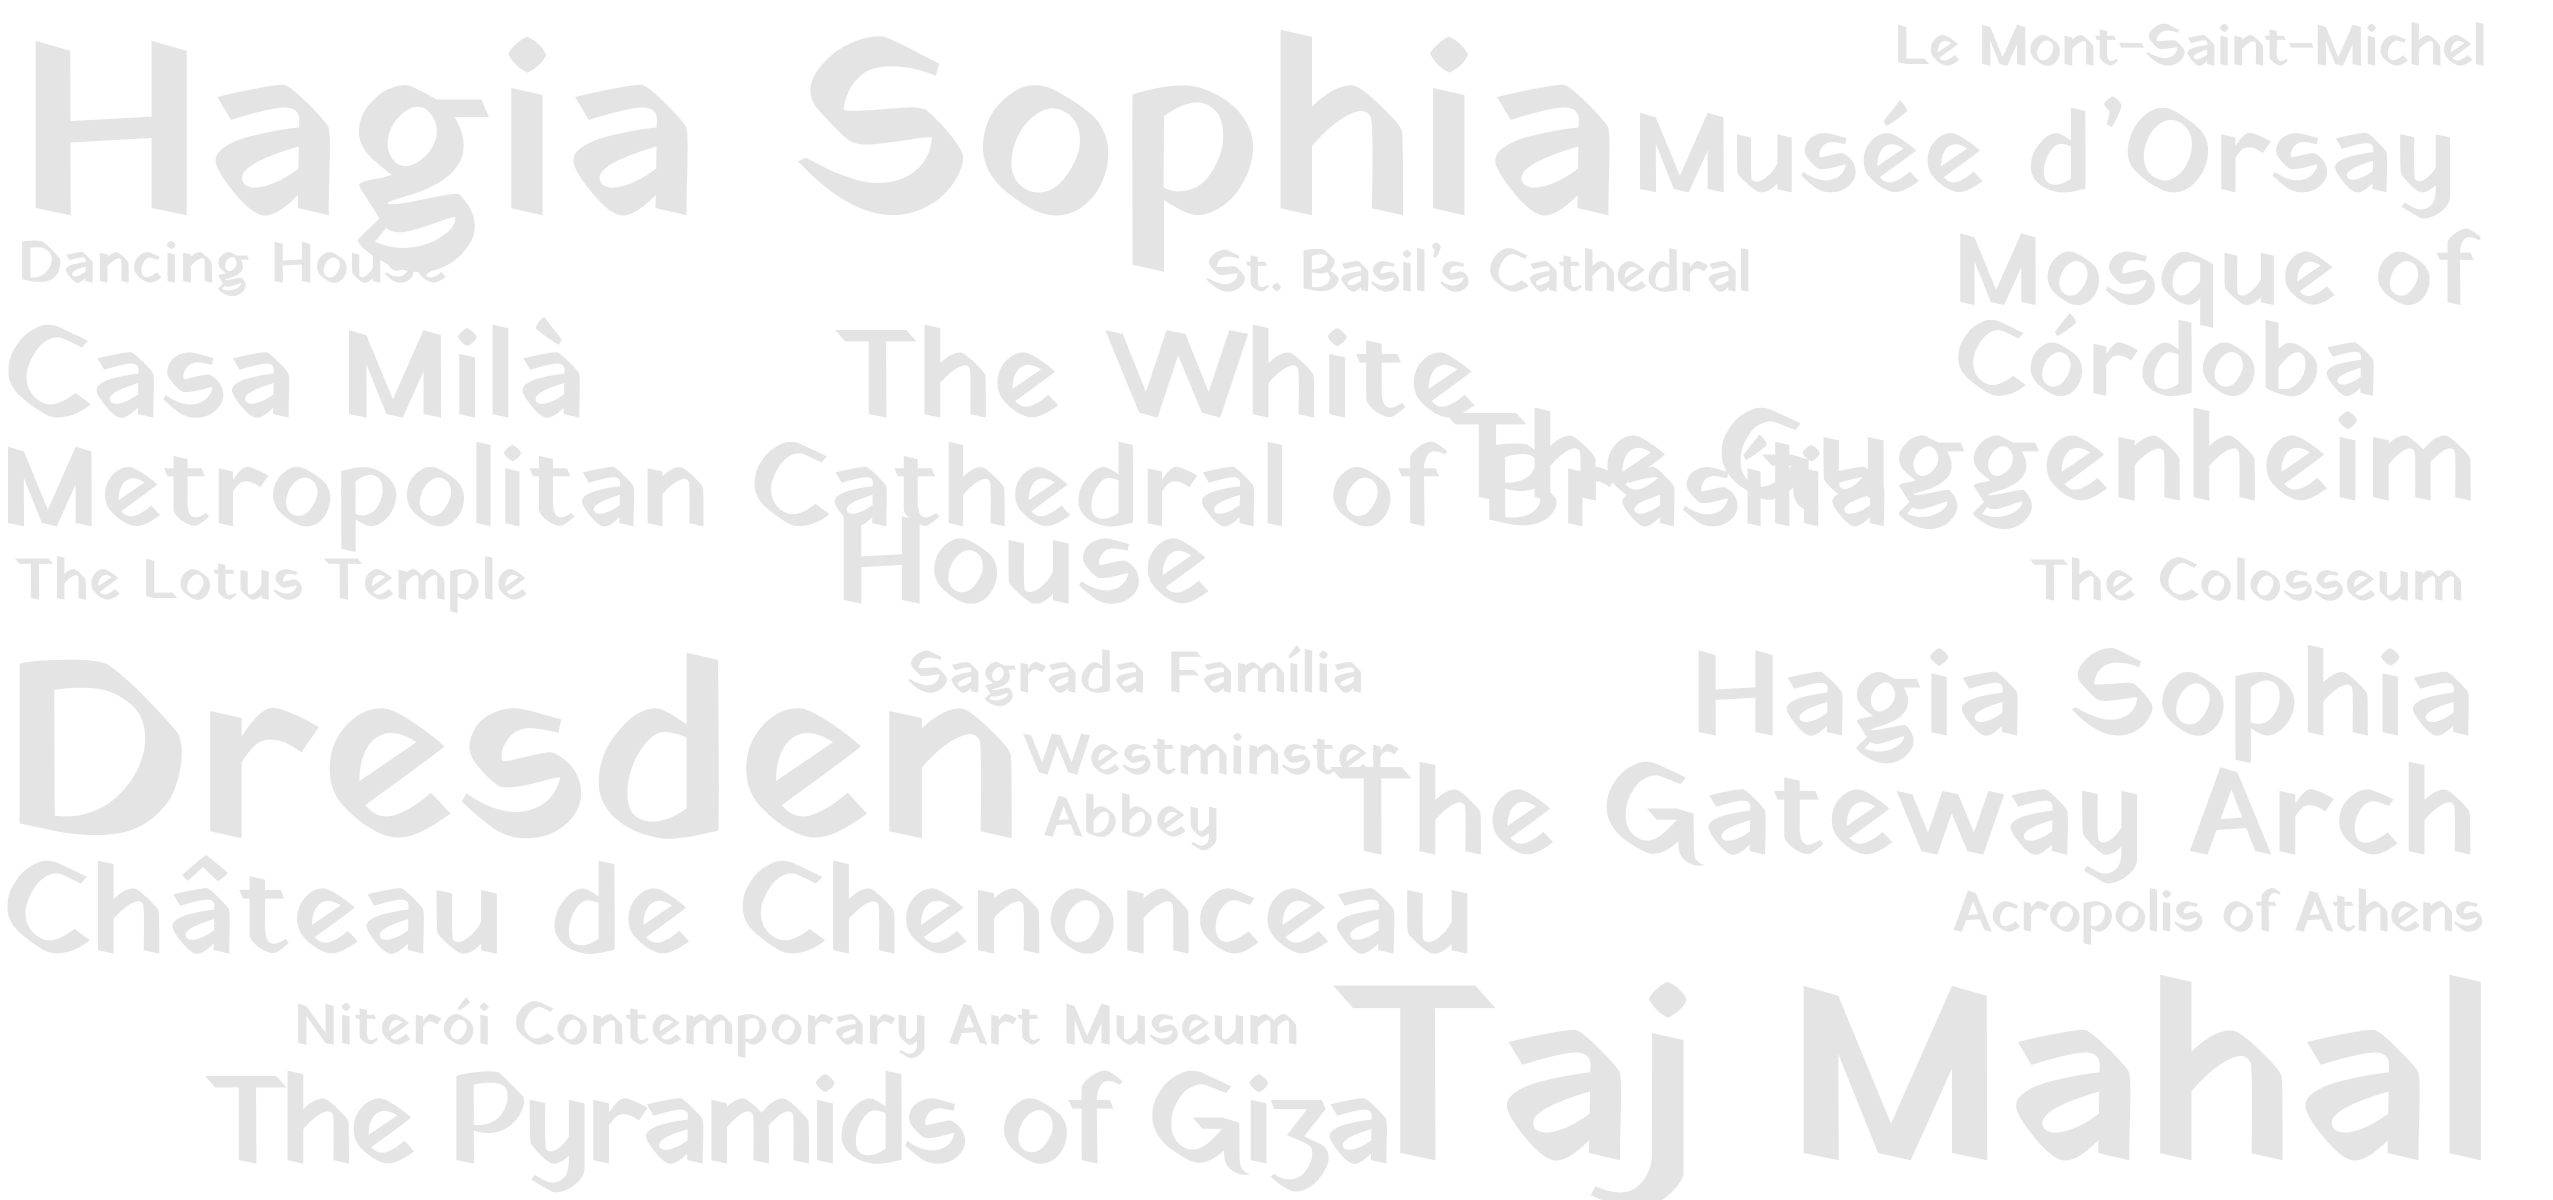 Le Mont-Saint-Michel
Hagia Sophia
Musée d’Orsay
Dancing House
St. Basil’s Cathedral
Mosque of
Córdoba
Casa Milà
The White
House
The Guggenheim
Metropolitan Cathedral of Brasília
The Lotus Temple
The Colosseum
Dresden
Sagrada Família
Hagia Sophia
Westminster
Abbey
The Gateway Arch
Château de Chenonceau
Acropolis of Athens
Niterói Contemporary Art Museum
Taj Mahal
The Pyramids of Giza